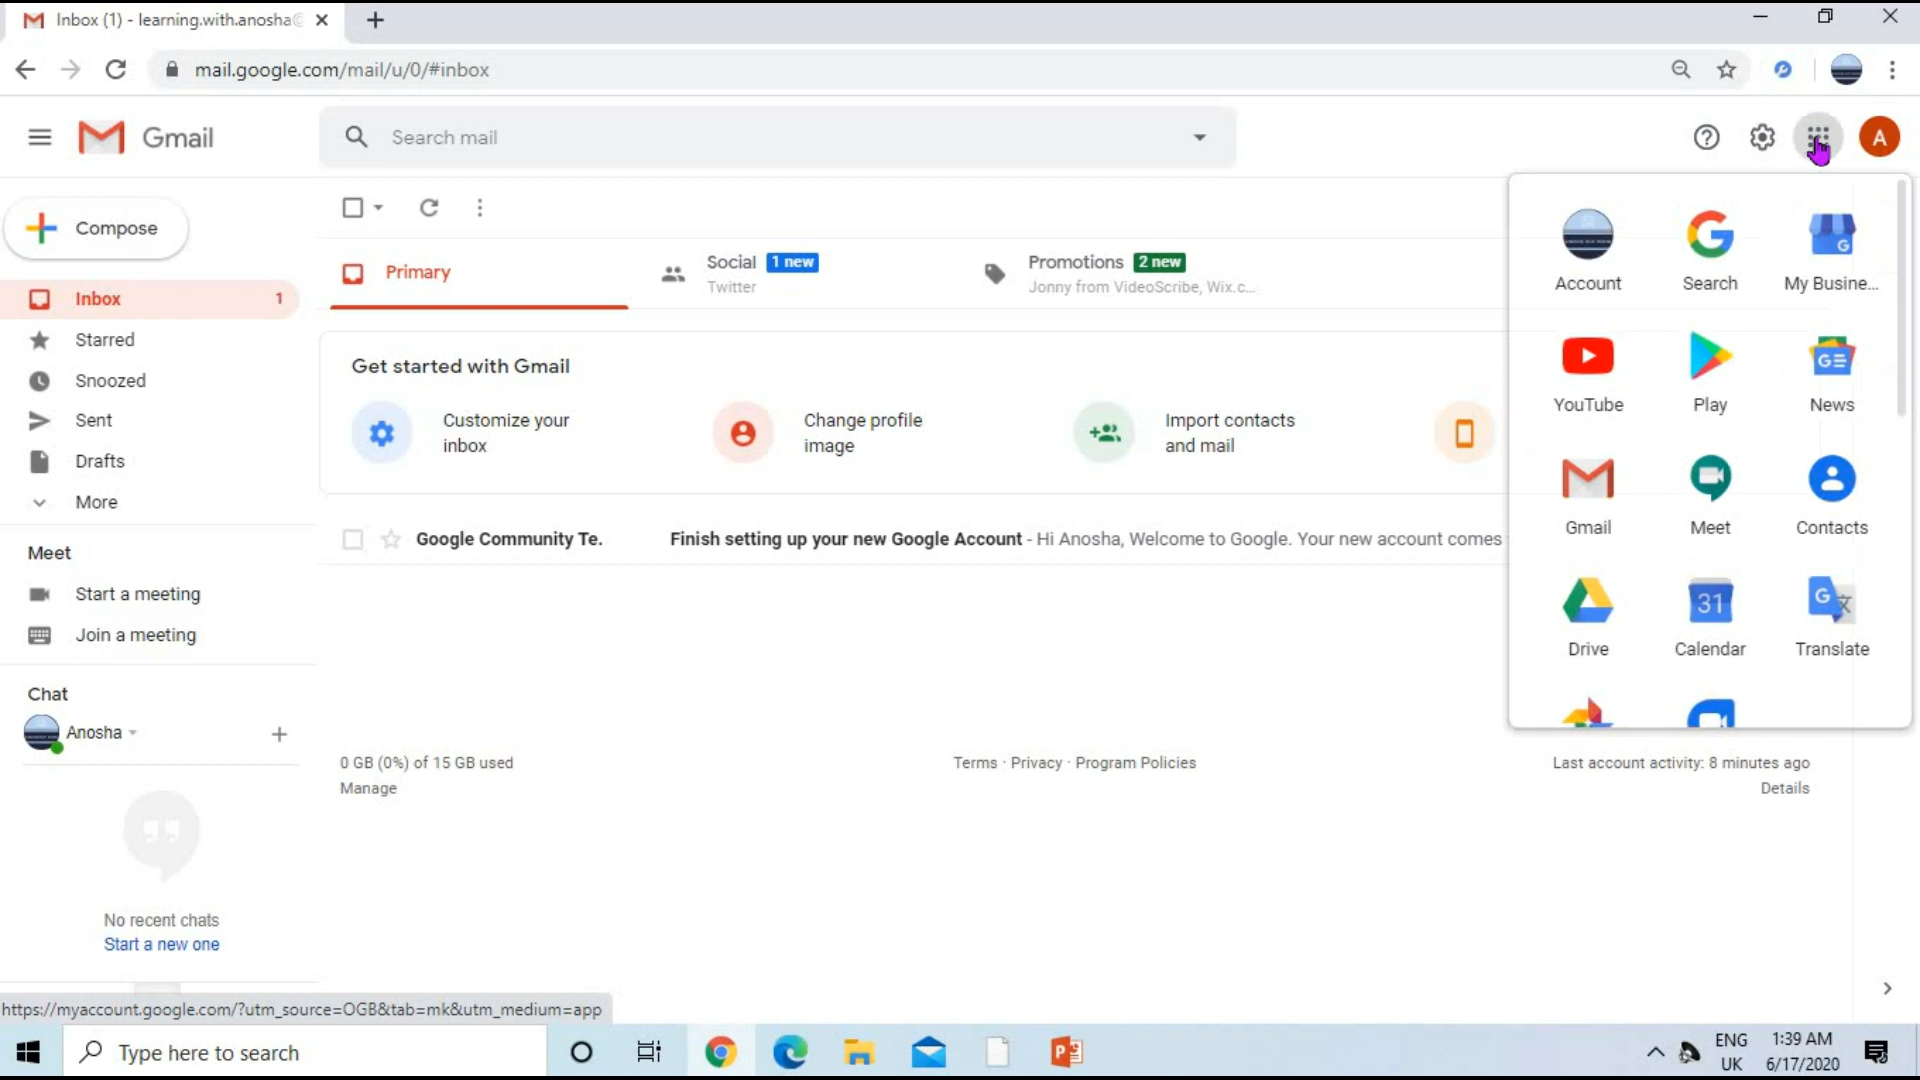 Inbox (1) - learning.with.anosha@
mail.google.com/mail/u/0/#inbox
Gmail
Search mail
A
Compose
Inbox 1
Starred
Snoozed
Sent
Drafts
More
Meet
Start a meeting
Join a meeting
Chat
Anosha
No recent chats
Start a new one
Primary
Social 1 new
Twitter
Promotions 2 new
Jonny from VideoScribe, Wix.c...
Get started with Gmail
Customize your
inbox
Change profile
image
Import contacts
and mail
Google Community Te. Finish setting up your new Google Account - Hi Anosha, Welcome to Google. Your new account comes
0 GB (0%) of 15 GB used
Manage
Terms · Privacy · Program Policies
Last account activity: 8 minutes ago
Details
Account
Search
My Busine...
YouTube
Play
News
Gmail
Meet
Contacts
Drive
31
Calendar
Translate
https://myaccount.google.com/?utm_source=OGB&tab=mk&utm_medium=app
Type here to search
ENG
UK
1:39 AM
6/17/2020